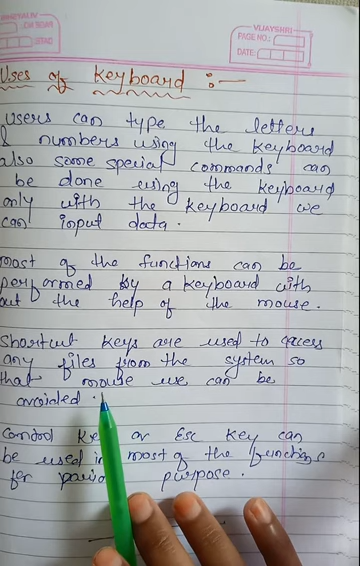 VIJAYSHRI
PAGE NO.:
DATE:
Uses of Keyboard :-
Users can type the letters
& numbers using the Keyboard
also some special commands can
be done using the Keyboard
only with the Keyboard we
can input data.
most of the functions can be
performed by a keyboard with
out the help of the mouse.
Shortcut Keys are used to access
any files from the system so
that mouse use can be
avoided.
Control Key or Esc Key can
be used in most of the functions
for purpose.